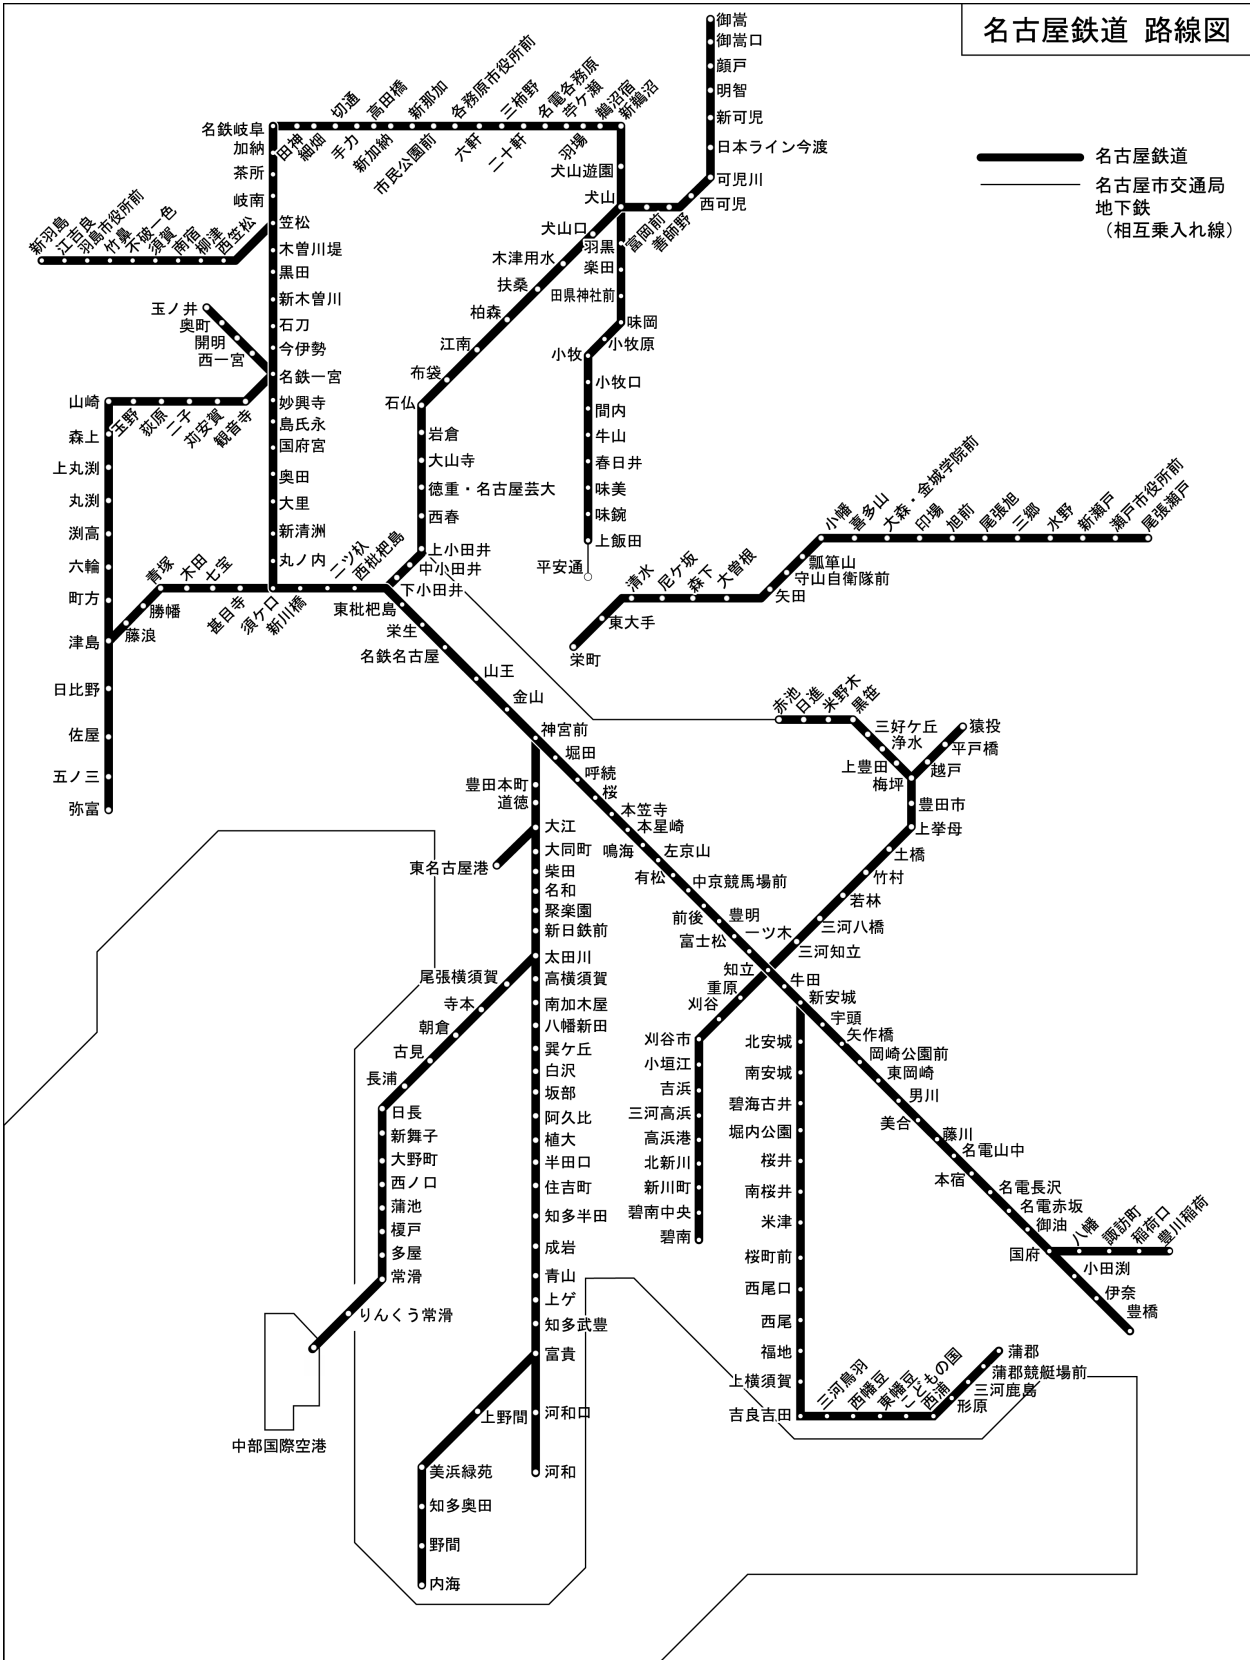 名古屋鉄道 路線図
名古屋鉄道
名古屋市交通局
地下鉄
（相互乗入れ線）
御嵩
御嵩口
顔戸
明智
新可児
日本ライン今渡
可児川
西可児
善師野
富岡前
犬山
犬山遊園
新鵜沼
鵜沼宿
羽場
苧ケ瀬
名電各務原
二十軒
三柿野
六軒
各務原市役所前
市民公園前
新那加
新加納
高田橋
手力
切通
細畑
田神
名鉄岐阜
加納
茶所
岐南
笠松
木曽川堤
黒田
新木曽川
石刀
今伊勢
名鉄一宮
妙興寺
島氏永
国府宮
奥田
大里
新清洲
丸ノ内
須ケ口
新羽島
江吉良
羽島市役所前
竹鼻
不破一色
須賀
南宿
柳津
西笠松
玉ノ井
奥町
開明
西一宮
山崎
玉野
荻原
二子
苅安賀
観音寺
森上
上丸渕
丸渕
渕高
六輪
町方
津島
日比野
佐屋
五ノ三
弥富
藤浪
勝幡
青塚
木田
七宝
甚目寺
新川橋
二ツ杁
西枇杷島
東枇杷島
栄生
名鉄名古屋
山王
金山
神宮前
犬山口
木津用水
扶桑
柏森
江南
布袋
石仏
岩倉
大山寺
徳重・名古屋芸大
西春
上小田井
中小田井
下小田井
羽黒
楽田
田県神社前
味岡
小牧原
小牧
小牧口
間内
牛山
春日井
味美
味鋺
上飯田
平安通
栄町
東大手
清水
尼ケ坂
森下
大曽根
矢田
守山自衛隊前
瓢箪山
小幡
喜多山
大森・金城学院前
印場
旭前
尾張旭
三郷
水野
新瀬戸
瀬戸市役所前
尾張瀬戸
赤池
日進
米野木
黒笹
三好ケ丘
浄水
上豊田
梅坪
越戸
平戸橋
猿投
豊田市
上挙母
土橋
竹村
若林
三河八橋
三河知立
知立
重原
刈谷
刈谷市
小垣江
吉浜
三河高浜
高浜港
北新川
新川町
碧南中央
碧南
堀田
呼続
桜
本笠寺
本星崎
鳴海
左京山
有松
中京競馬場前
前後
豊明
富士松
一ツ木
牛田
新安城
宇頭
矢作橋
岡崎公園前
東岡崎
男川
美合
藤川
名電山中
本宿
名電長沢
名電赤坂
御油
国府
八幡
諏訪町
稲荷口
豊川稲荷
小田渕
伊奈
豊橋
北安城
南安城
碧海古井
堀内公園
桜井
南桜井
米津
桜町前
西尾口
西尾
福地
上横須賀
吉良吉田
三河鳥羽
西幡豆
東幡豆
こどもの国
西浦
形原
三河鹿島
蒲郡競艇場前
蒲郡
豊田本町
道徳
大江
東名古屋港
大同町
柴田
名和
聚楽園
新日鉄前
太田川
高横須賀
南加木屋
八幡新田
巽ケ丘
白沢
坂部
阿久比
植大
半田口
住吉町
知多半田
成岩
青山
上ゲ
知多武豊
富貴
河和口
河和
上野間
美浜緑苑
知多奥田
野間
内海
尾張横須賀
寺本
朝倉
古見
長浦
日長
新舞子
大野町
西ノ口
蒲池
榎戸
多屋
常滑
りんくう常滑
中部国際空港